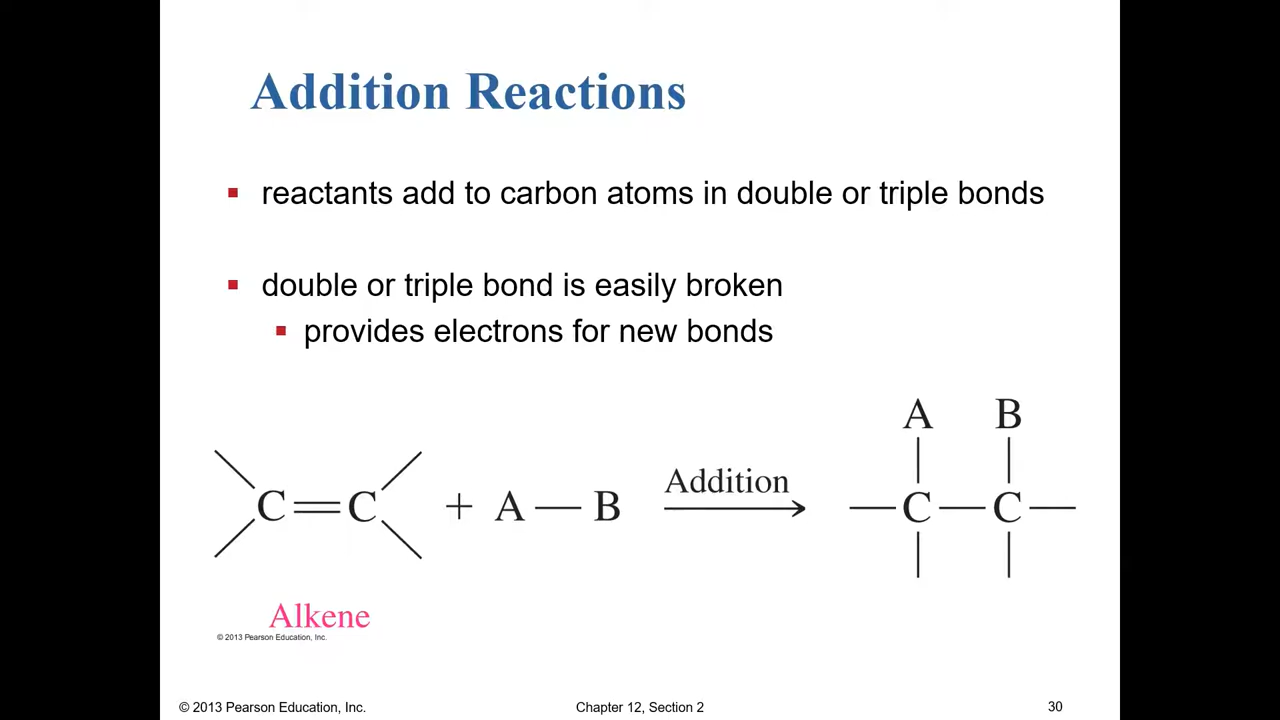 Addition Reactions
▪ reactants add to carbon atoms in double or triple bonds
▪ double or triple bond is easily broken
▪ provides electrons for new bonds
A B
Addition
C=C + A—B → —C—C—
Alkene
© 2013 Pearson Education, Inc.
© 2013 Pearson Education, Inc. Chapter 12, Section 2 30